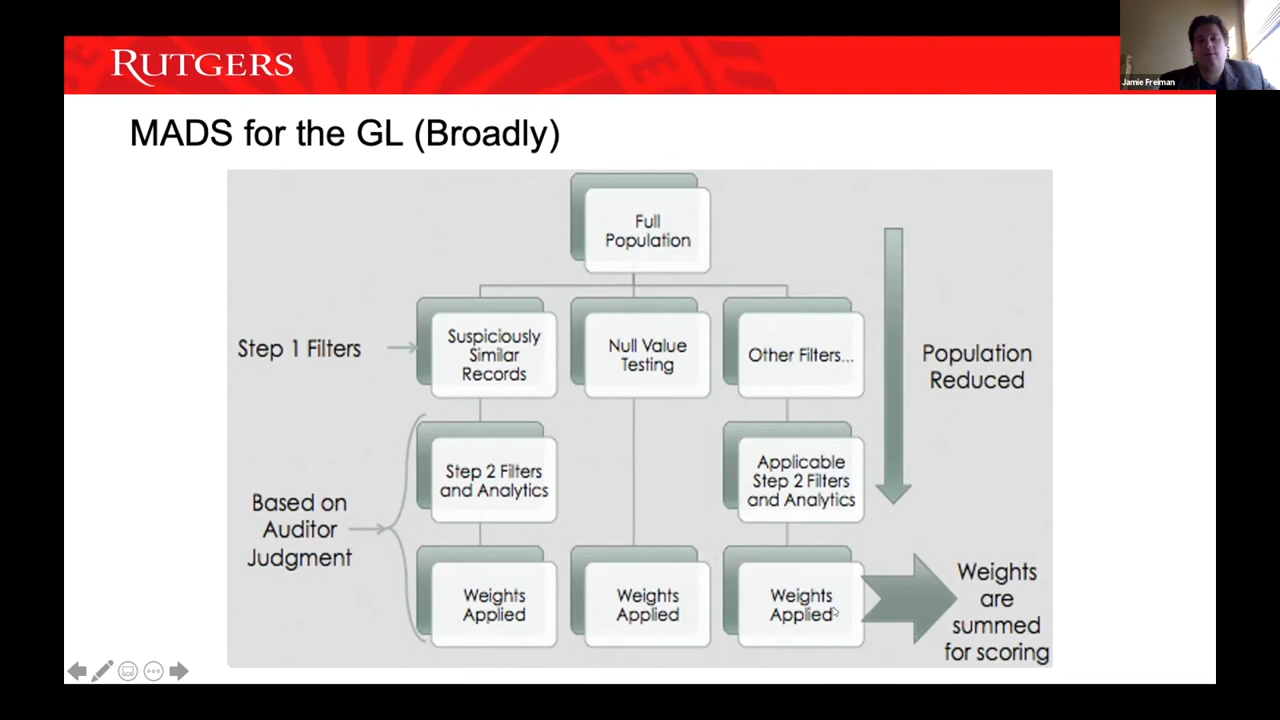 RUTGERS
Jamie Freiman
MADS for the GL (Broadly)
Full
Population
Step 1 Filters
Suspiciously
Similar
Records
Null Value
Testing
Other Filters...
Population
Reduced
Based on
Auditor
Judgment
Step 2 Filters
and Analytics
Applicable
Step 2 Filters
and Analytics
Weights
Applied
Weights
Applied
Weights
Applied
Weights
are
summed
for scoring